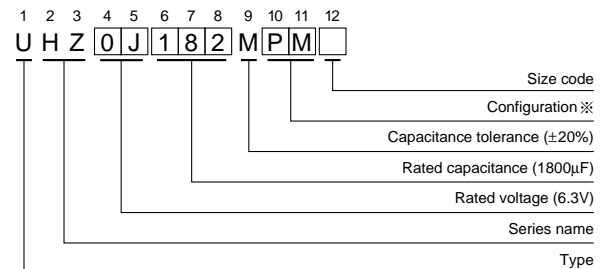 1 2 3 4 5 6 7 8 9 10 11 12
U H Z 0 J 1 8 2 M P M
Size code
Configuration ※
Capacitance tolerance (±20%)
Rated capacitance (1800µF)
Rated voltage (6.3V)
Series name
Type